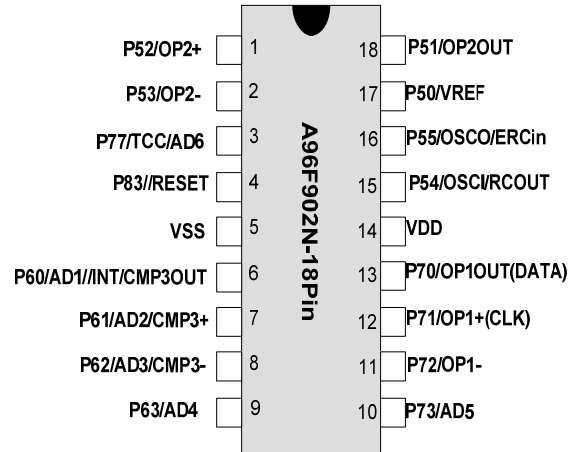 P52/OP2+ 1 18 P51/OP2OUT
P53/OP2- 2 17 P50/VREF
P77/TCC/AD6 3 16 P55/OSCO/ERCin
P83//RESET 4 15 P54/OSCI/RCOUT
VSS 5 14 VDD
P60/AD1//INT/CMP3OUT 6 13 P70/OP1OUT(DATA)
P61/AD2/CMP3+ 7 12 P71/OP1+(CLK)
P62/AD3/CMP3- 8 11 P72/OP1-
P63/AD4 9 10 P73/AD5
A96F902N-18Pin